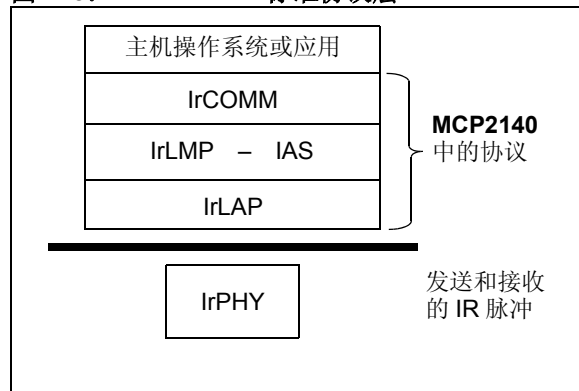 主机操作系统或应用
IrCOMM
IrLMP – IAS
IrLAP
MCP2140
中的协议
IrPHY
发送和接收
的 IR 脉冲